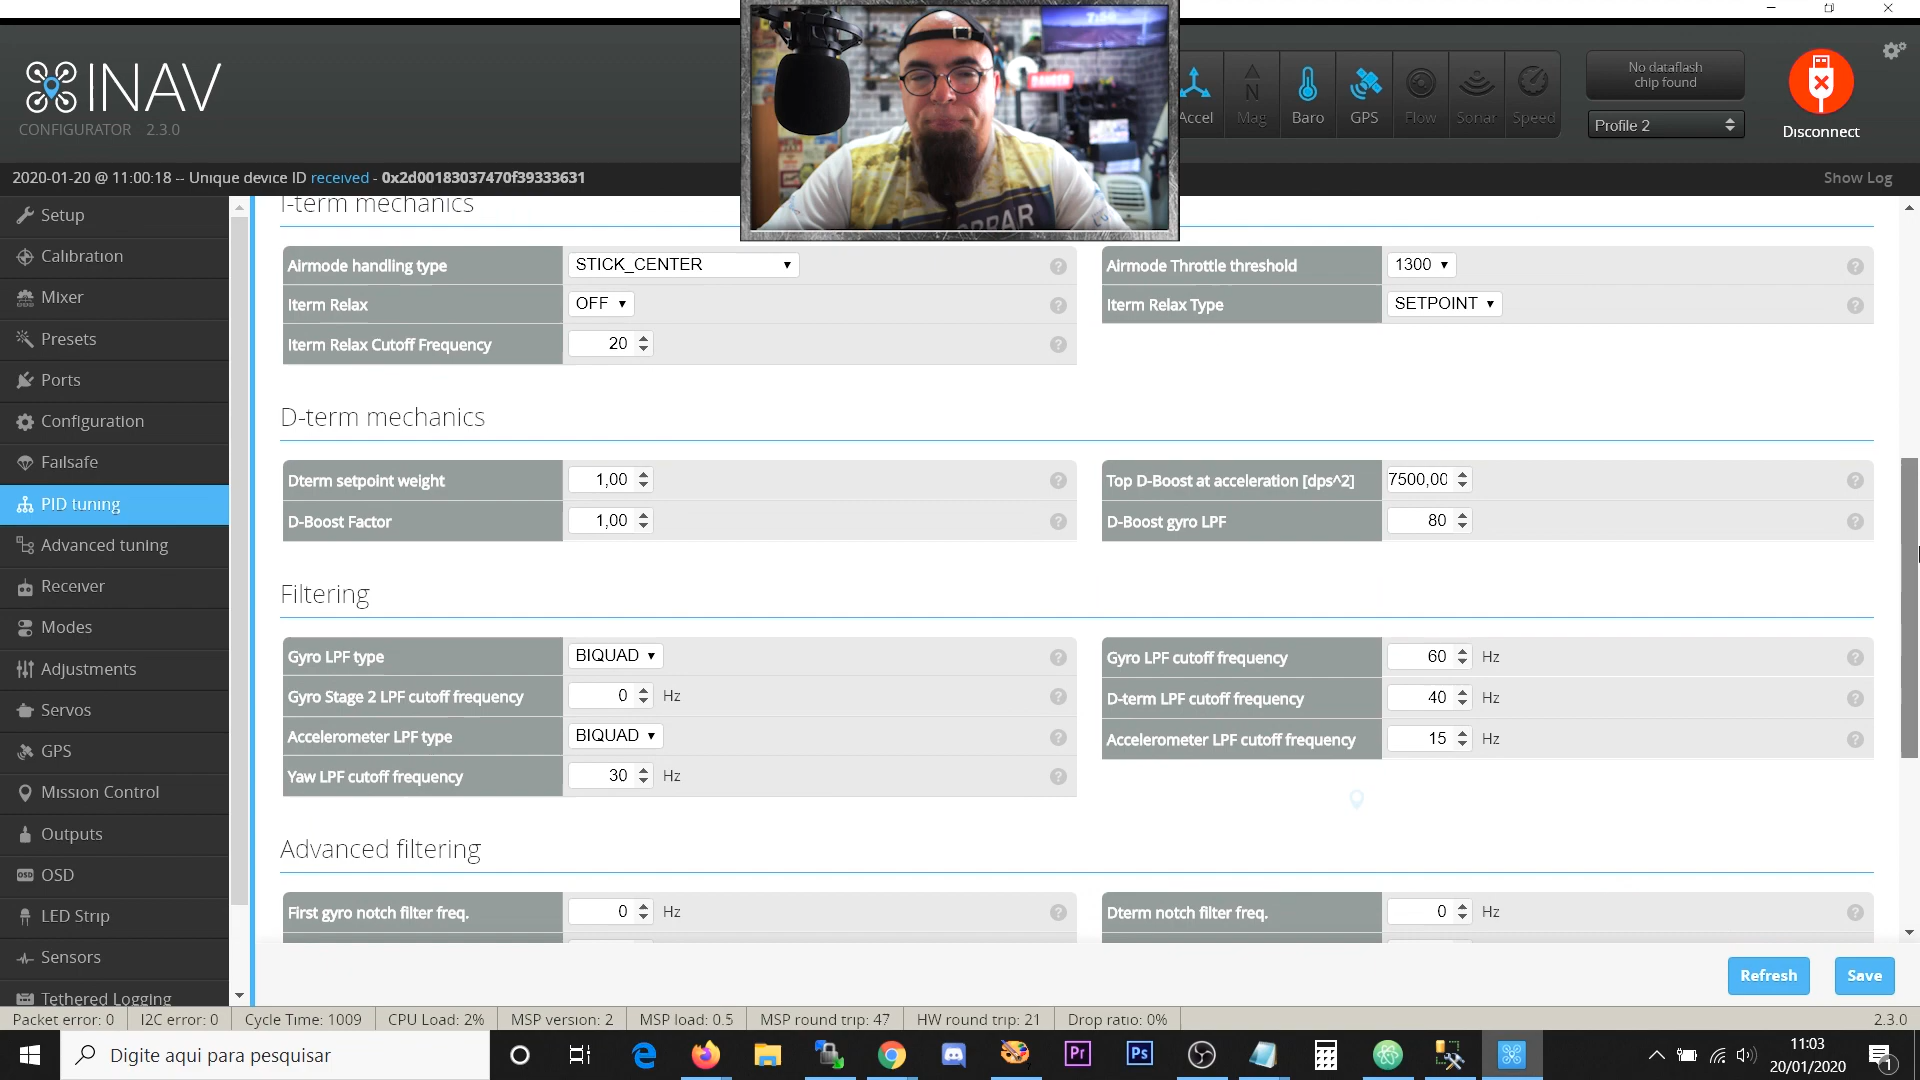 INAV
CONFIGURATOR 2.3.0
7:50
DANGER
OPPAR
Accel
Mag
Baro
GPS
Flow
Sonar
Speed
No dataflash
chip found
Profile 2
Disconnect
2020-01-20 @ 11:00:18 -- Unique device ID received - 0x2d00183037470f39333631
Show Log
Setup
Calibration
Mixer
Presets
Ports
Configuration
Failsafe
PID tuning
Advanced tuning
Receiver
Modes
Adjustments
Servos
GPS
Mission Control
Outputs
OSD
LED Strip
Sensors
Tethered Logging
I-term mechanics
Airmode handling type STICK_CENTER
Airmode Throttle threshold 1300
Iterm Relax OFF
Iterm Relax Type SETPOINT
Iterm Relax Cutoff Frequency 20
D-term mechanics
Dterm setpoint weight 1,00
Top D-Boost at acceleration [dps^2] 7500,00
D-Boost Factor 1,00
D-Boost gyro LPF 80
Filtering
Gyro LPF type BIQUAD
Gyro LPF cutoff frequency 60 Hz
Gyro Stage 2 LPF cutoff frequency 0 Hz
D-term LPF cutoff frequency 40 Hz
Accelerometer LPF type BIQUAD
Accelerometer LPF cutoff frequency 15 Hz
Yaw LPF cutoff frequency 30 Hz
Advanced filtering
First gyro notch filter freq. 0 Hz
Dterm notch filter freq. 0 Hz
Refresh
Save
Packet error: 0
I2C error: 0
Cycle Time: 1009
CPU Load: 2%
MSP version: 2
MSP load: 0.5
MSP round trip: 47
HW round trip: 21
Drop ratio: 0%
2.3.0
Digite aqui para pesquisar
Pr
Ps
11:03
20/01/2020
1